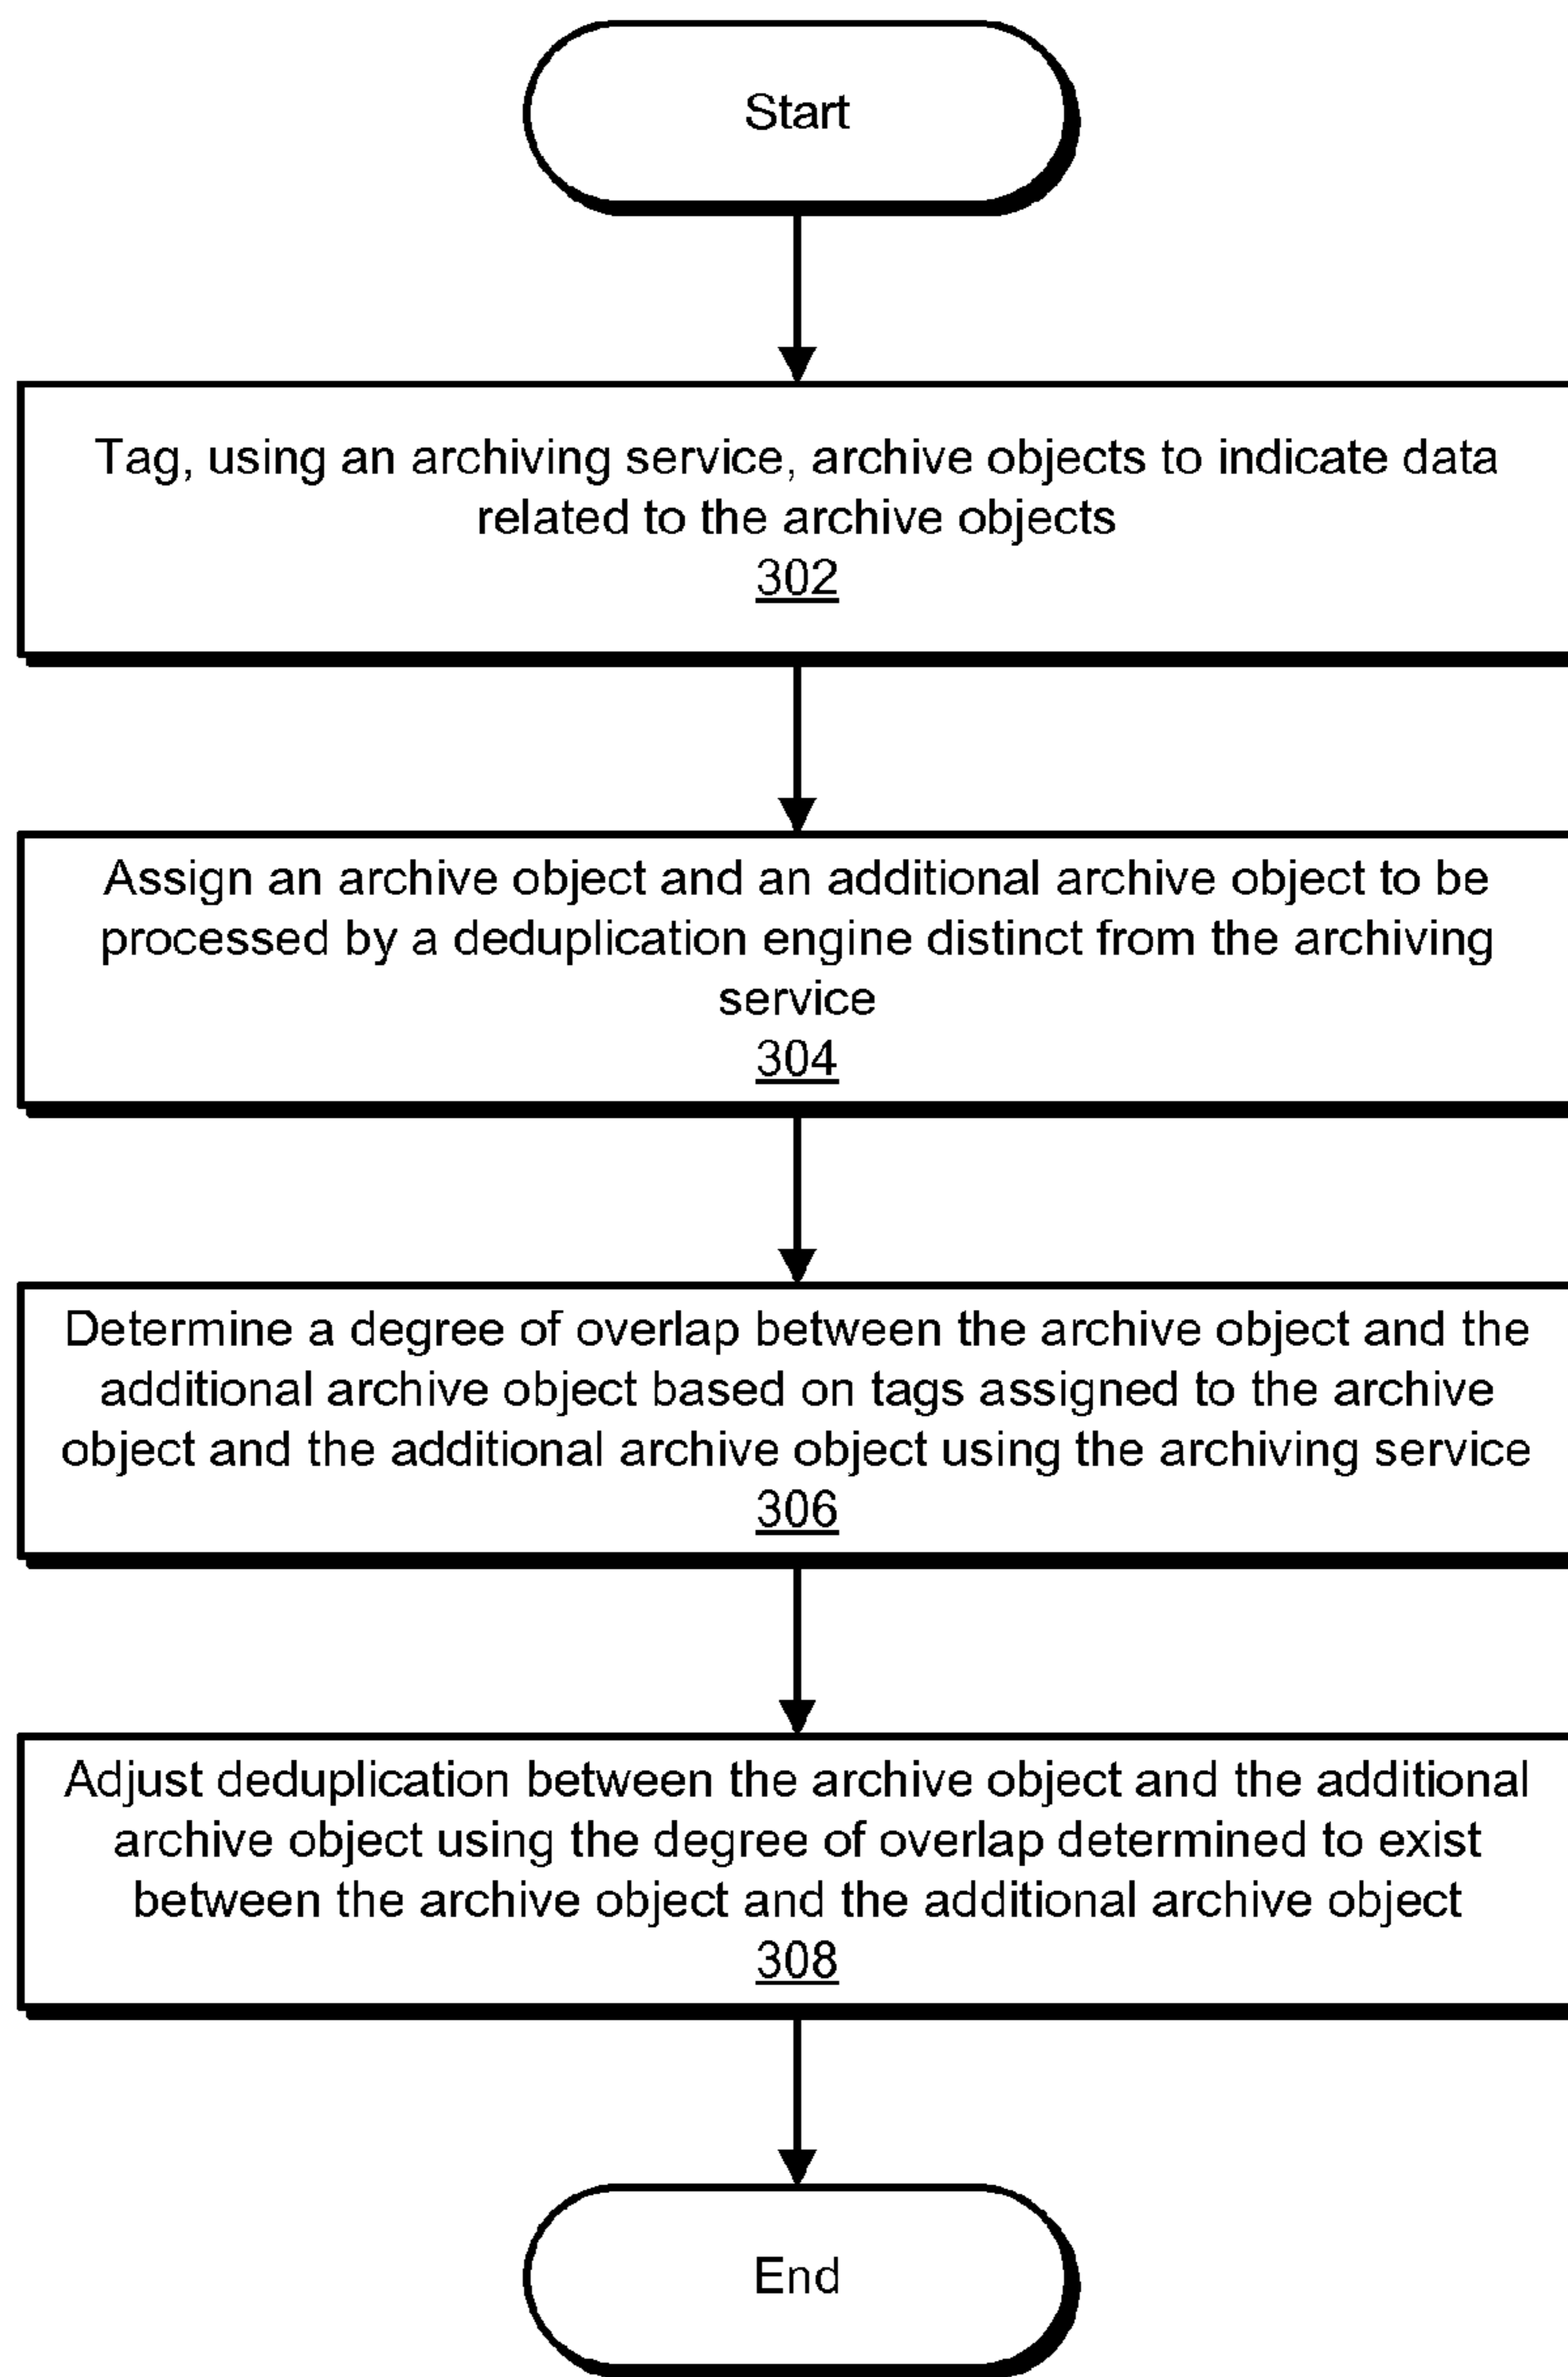 Start
Tag, using an archiving service, archive objects to indicate data
related to the archive objects
302
Assign an archive object and an additional archive object to be
processed by a deduplication engine distinct from the archiving
service
304
Determine a degree of overlap between the archive object and the
additional archive object based on tags assigned to the archive
object and the additional archive object using the archiving service
306
Adjust deduplication between the archive object and the additional
archive object using the degree of overlap determined to exist
between the archive object and the additional archive object
308
End